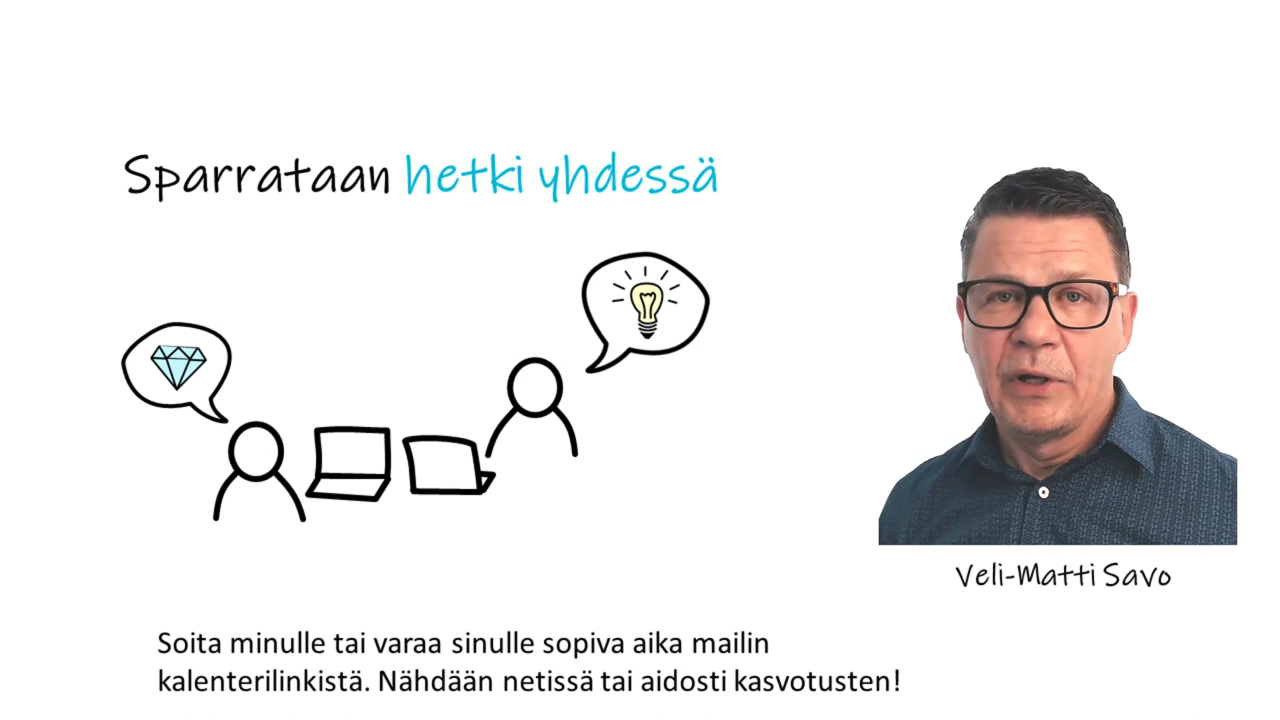 Sparrataan hetki yhdessä
Veli-Matti Savo
Soita minulle tai varaa sinulle sopiva aika mailin
kalenterilinkistä. Nähdään netissä tai aidosti kasvotusten!